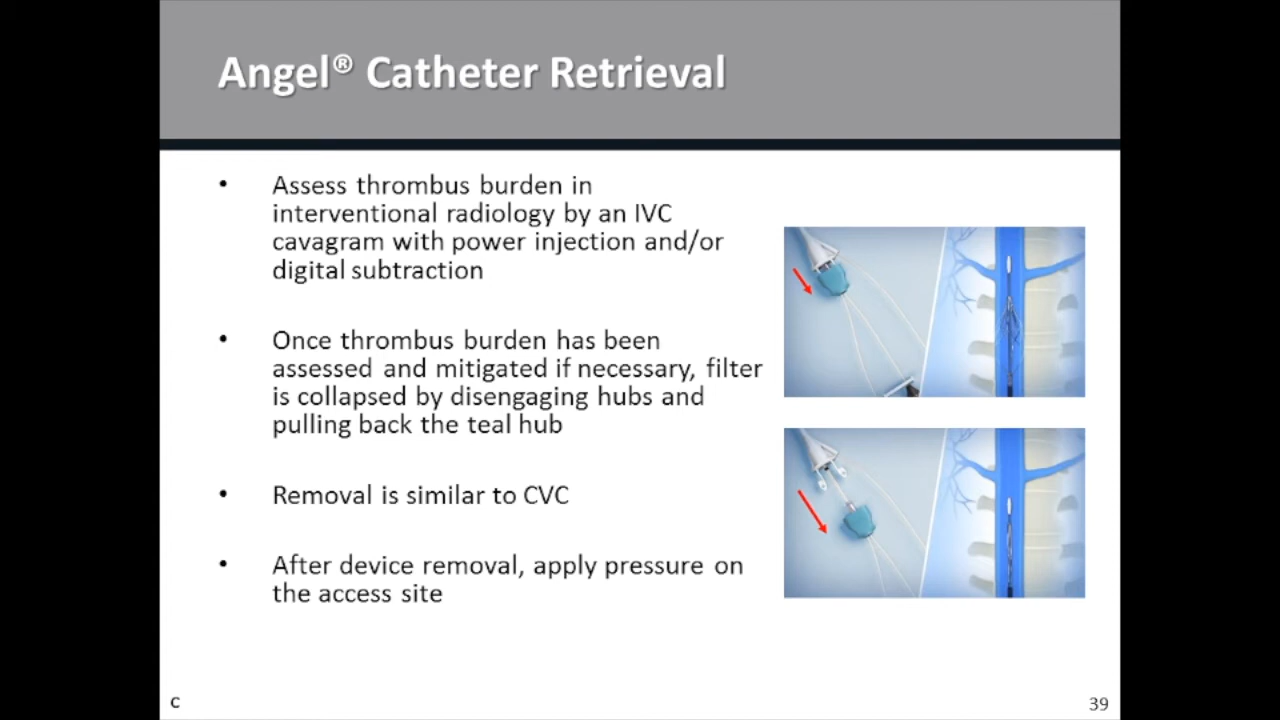 Angel® Catheter Retrieval
• Assess thrombus burden in
interventional radiology by an IVC
cavagram with power injection and/or
digital subtraction
• Once thrombus burden has been
assessed and mitigated if necessary, filter
is collapsed by disengaging hubs and
pulling back the teal hub
• Removal is similar to CVC
• After device removal, apply pressure on
the access site
C
39